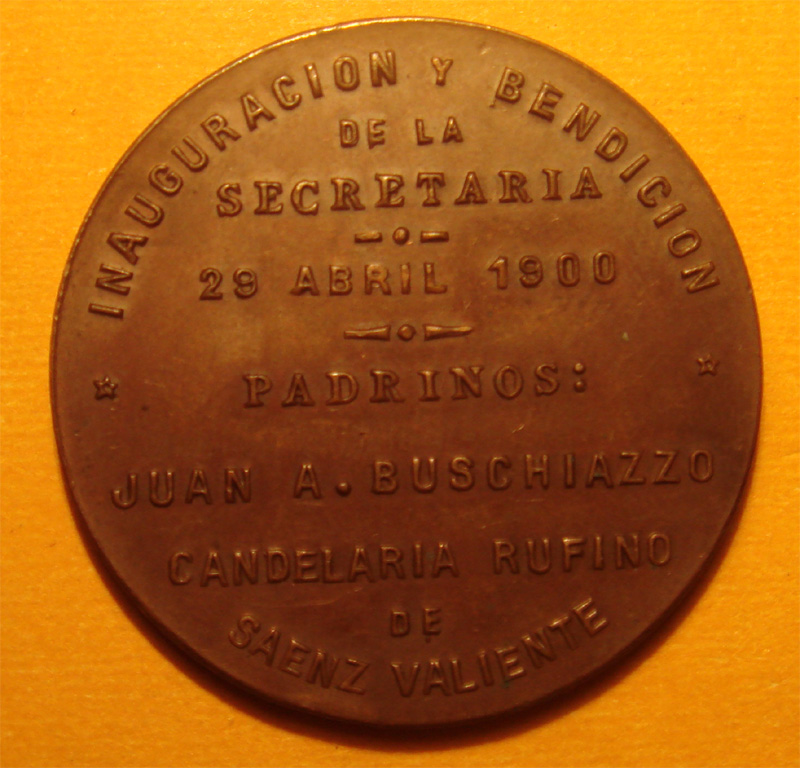 INAUGURACION Y BENDICION
DE LA
SECRETARIA
29 ABRIL 1900
PADRINOS:
JUAN A. BUSCHIAZZO
CANDELARIA RUFINO
DE
SAENZ VALIENTE